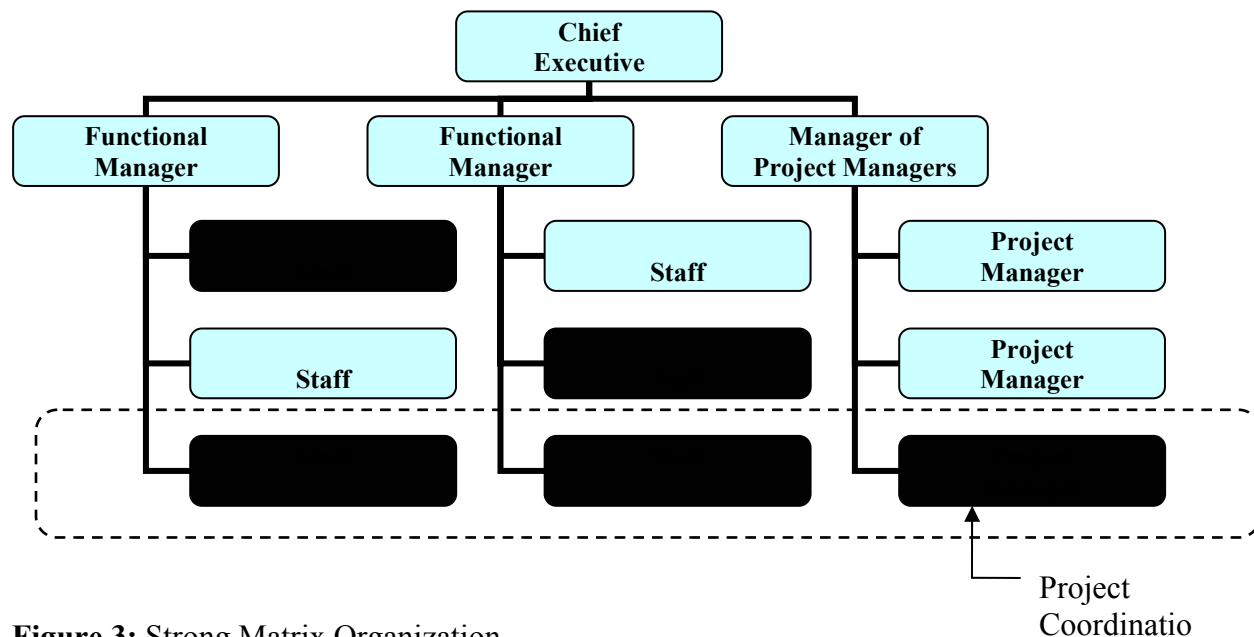 Chief
Executive
Functional
Manager
Functional
Manager
Manager of
Project Managers
Staff
Project
Manager
Staff
Project
Manager
Project
Coordinatio
Figure 3: Strong Matrix Organization